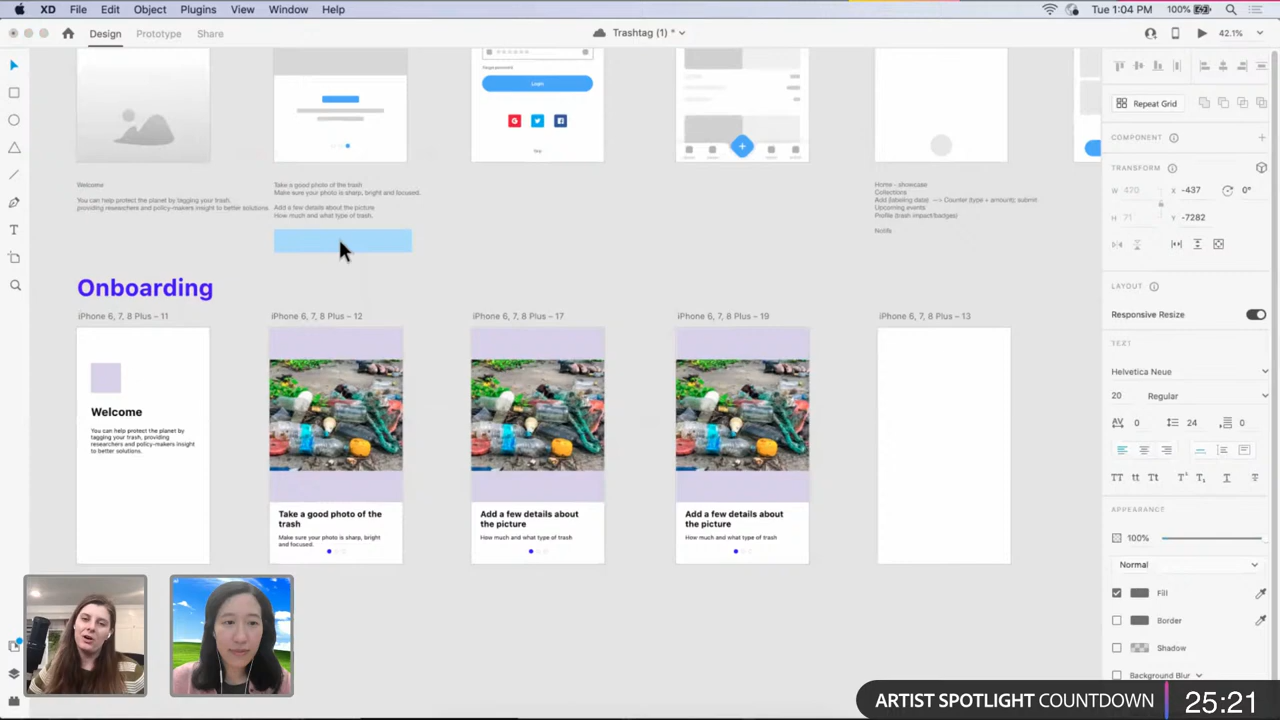 XD File Edit Object Plugins View Window Help
100%
Tue 1:04 PM
Design Prototype Share
Trashtag (1) *
42.1%
Forgot password?
Login
Skip
Welcome
You can help protect the planet by tagging your trash,
providing researchers and policy-makers insight to better solutions.
Take a good photo of the trash
Make sure your photo is sharp, bright and focused.
Add a few details about the picture
How much and what type of trash.
Home - showcase
Collections
Add (labeling data) --> Counter (type + amount); submit
Upcoming events
Profile (trash impact/badges)
Notifs
Onboarding
iPhone 6, 7, 8 Plus – 11
iPhone 6, 7, 8 Plus – 12
iPhone 6, 7, 8 Plus – 17
iPhone 6, 7, 8 Plus – 19
iPhone 6, 7, 8 Plus – 13
Welcome
You can help protect the planet by
tagging your trash, providing
researchers and policy-makers insight
to better solutions.
Take a good photo of the
trash
Make sure your photo is sharp, bright
and focused.
Add a few details about
the picture
How much and what type of trash
Add a few details about
the picture
How much and what type of trash
Repeat Grid
COMPONENT
TRANSFORM
W 470 X -437 0°
H 71 Y -7282
LAYOUT
Responsive Resize
TEXT
Helvetica Neue
20 Regular
0 24 0
TT tt Tt T T T T
APPEARANCE
100%
Normal
Fill
Border
Shadow
Background Blur
ARTIST SPOTLIGHT COUNTDOWN 25:21